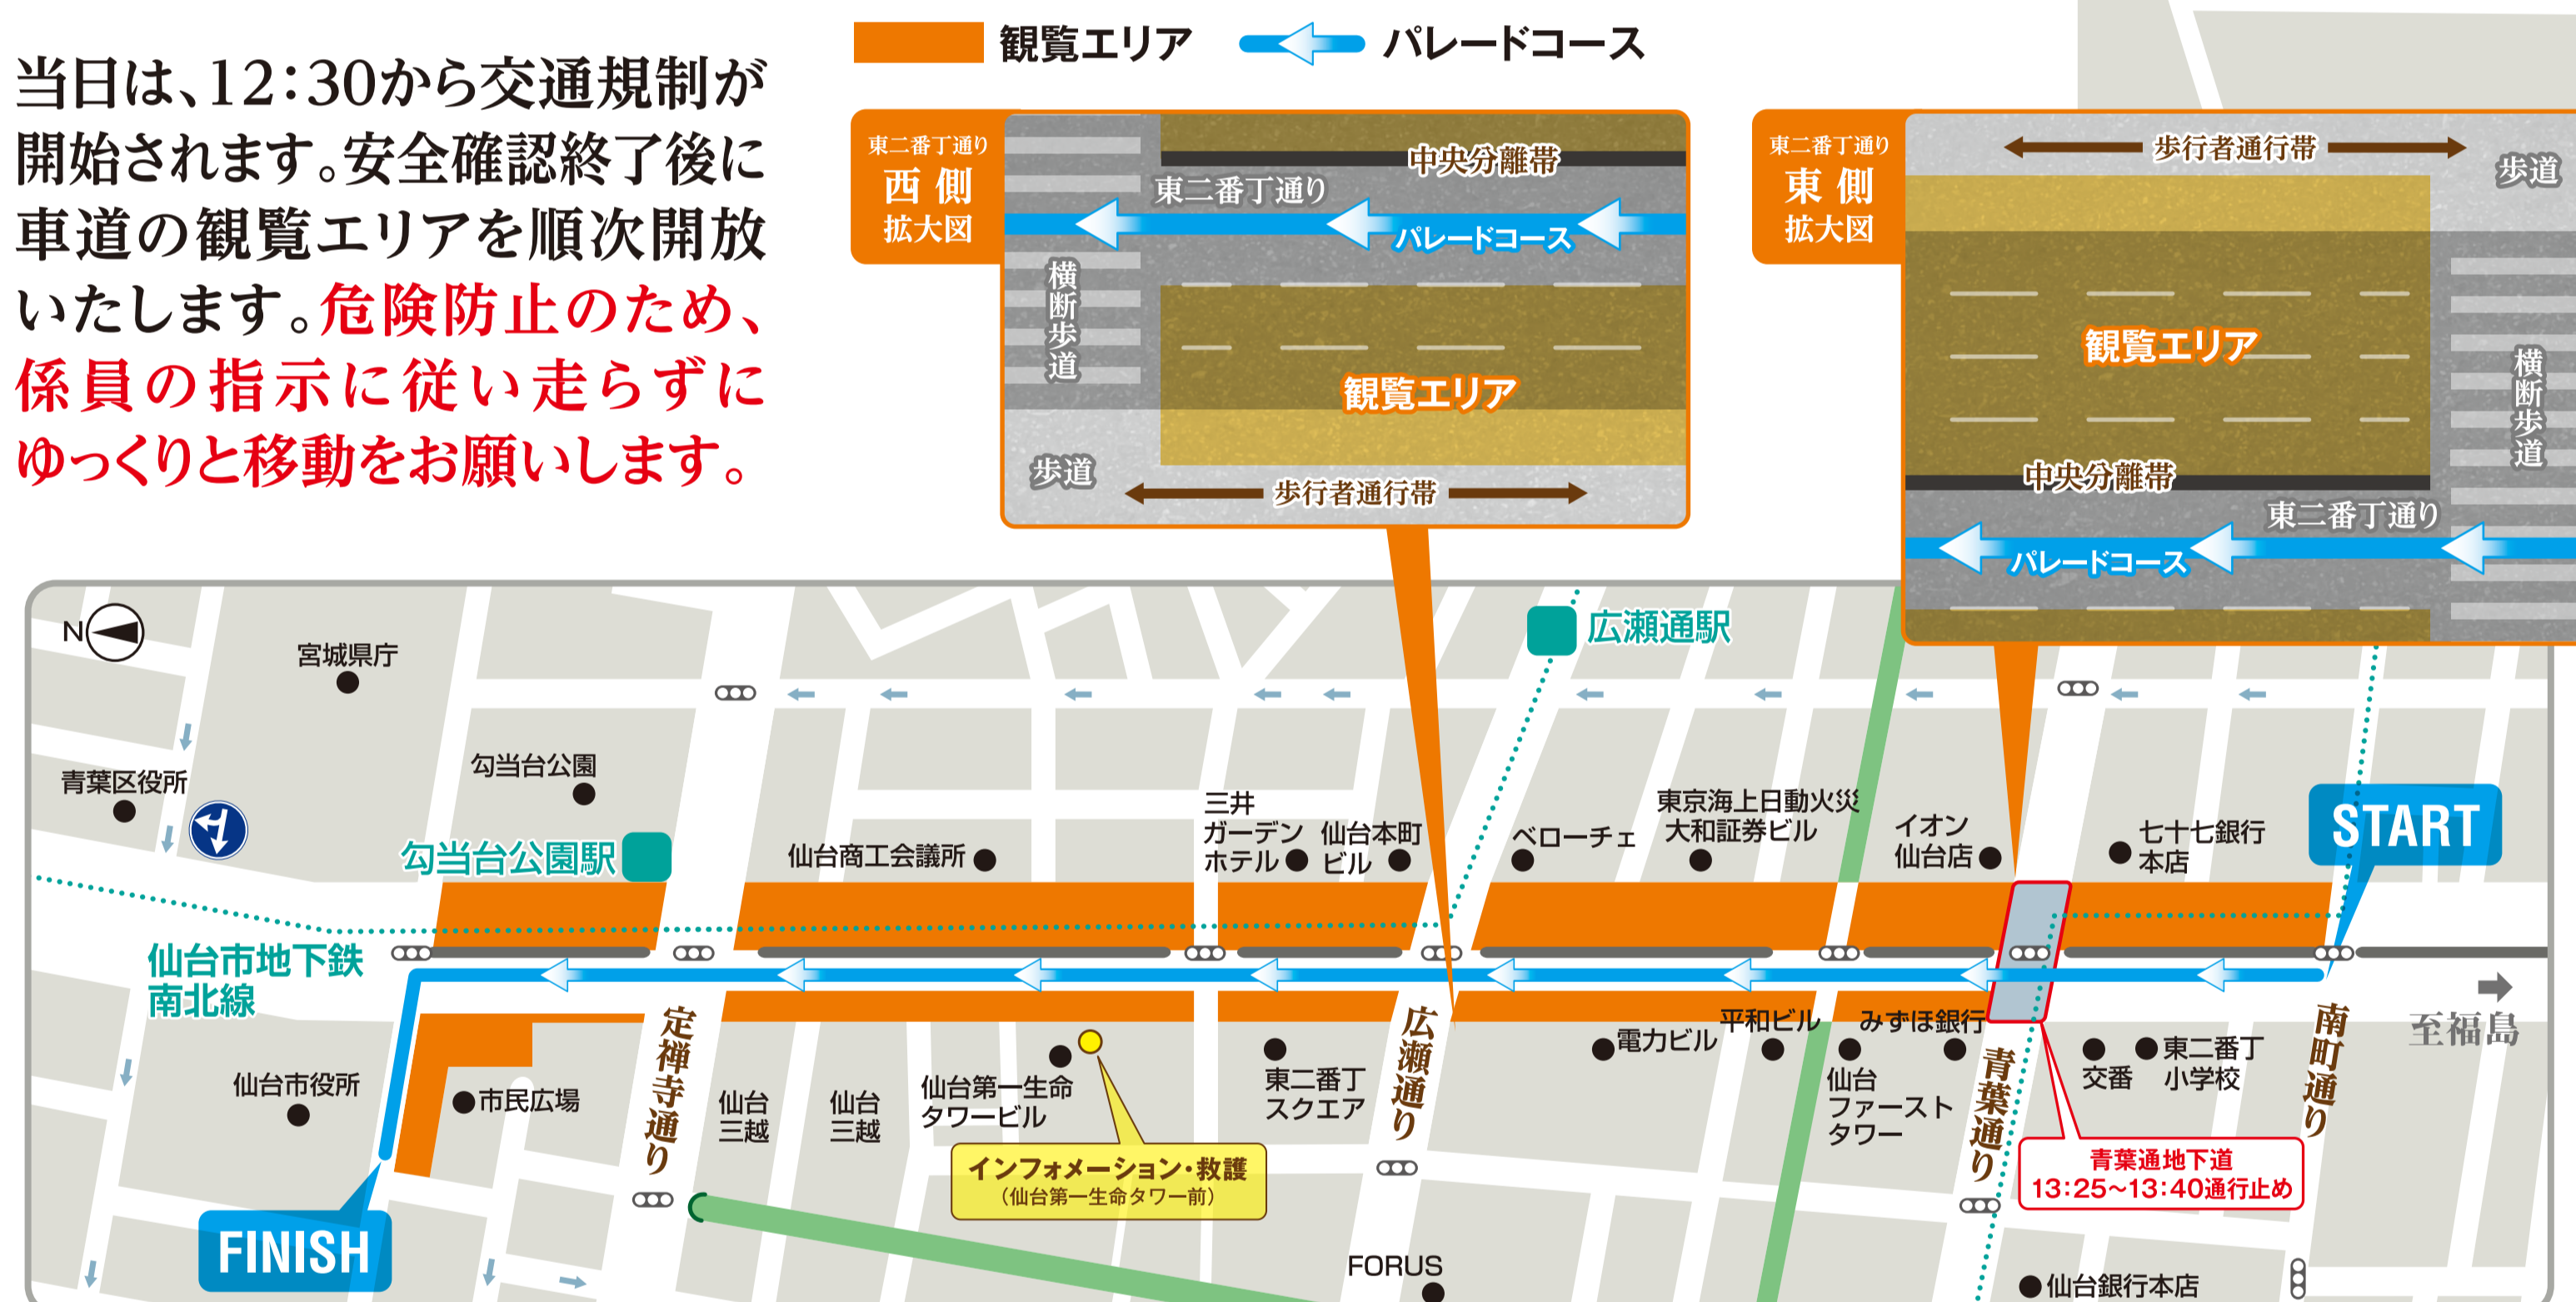 当日は、12：30から交通規制が
開始されます。安全確認終了後に
車道の観覧エリアを順次開放
いたします。危険防止のため、
係員の指示に従い走らずに
ゆっくりと移動をお願いします。
観覧エリア
パレードコース
東二番丁通り
西側
拡大図
中央分離帯
東二番丁通り
パレードコース
横断歩道
観覧エリア
歩道
歩行者通行帯
東二番丁通り
東側
拡大図
歩行者通行帯
歩道
観覧エリア
横断歩道
中央分離帯
東二番丁通り
パレードコース
N
宮城県庁
広瀬通駅
青葉区役所
勾当台公園
勾当台公園駅
仙台商工会議所
三井
ガーデン
ホテル
仙台本町
ビル
ベローチェ
東京海上日動火災
大和証券ビル
イオン
仙台店
七十七銀行
本店
START
仙台市地下鉄
南北線
定禅寺通り
広瀬通り
青葉通り
南町通り
至福島
仙台市役所
市民広場
仙台
三越
仙台
三越
仙台第一生命
タワービル
インフォメーション・救護
（仙台第一生命タワー前）
東二番丁
スクエア
電力ビル
平和ビル
みずほ銀行
仙台
ファースト
タワー
交番
東二番丁
小学校
青葉通地下道
13：25～13：40通行止め
FINISH
FORUS
仙台銀行本店